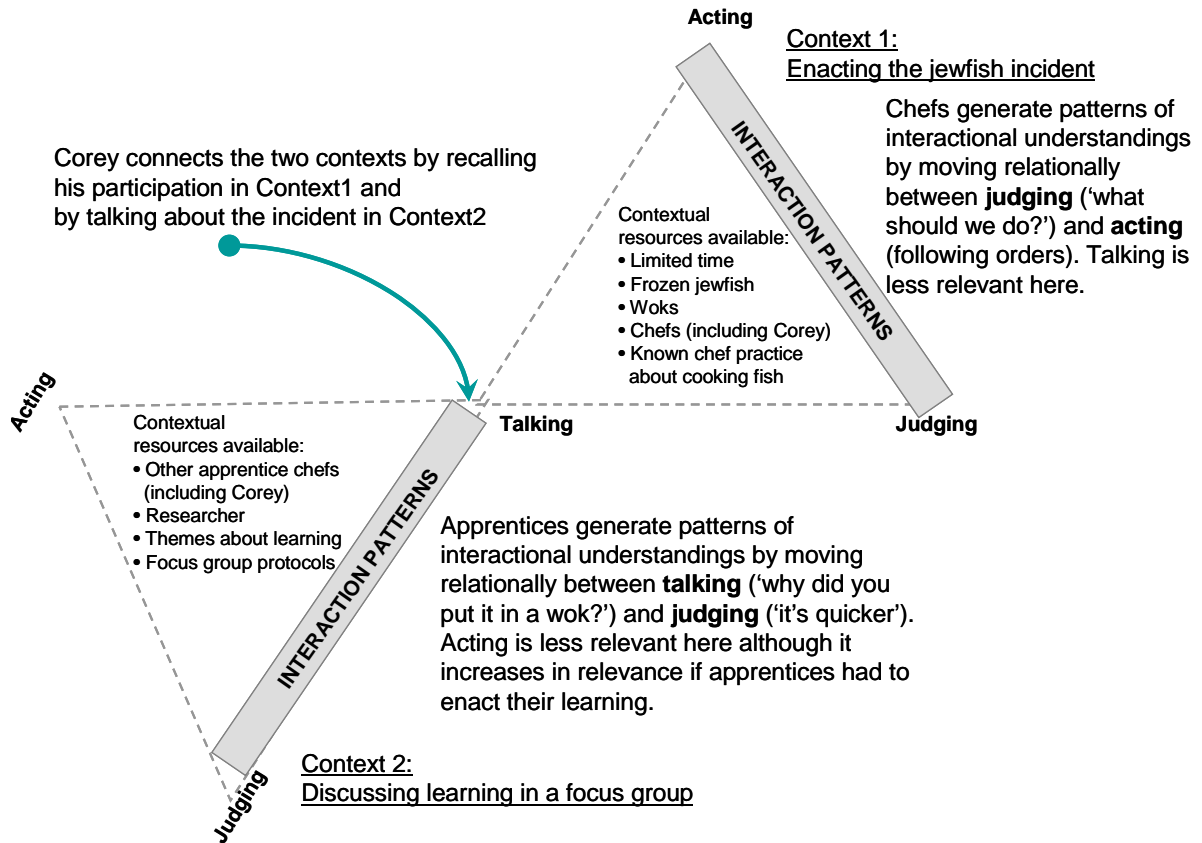 Acting
Context 1:
Enacting the jewfish incident
Chefs generate patterns of
interactional understandings
by moving relationally
between judging (‘what
should we do?’) and acting
(following orders). Talking is
less relevant here.
INTERACTION PATTERNS
Corey connects the two contexts by recalling
his participation in Context1 and
by talking about the incident in Context2
Contextual
resources available:
• Limited time
• Frozen jewfish
• Woks
• Chefs (including Corey)
• Known chef practice
about cooking fish
Judging
Talking
Acting
Contextual
resources available:
• Other apprentice chefs
(including Corey)
• Researcher
• Themes about learning
• Focus group protocols
INTERACTION PATTERNS
Apprentices generate patterns of
interactional understandings by moving
relationally between talking (‘why did you
put it in a wok?’) and judging (‘it’s quicker’).
Acting is less relevant here although it
increases in relevance if apprentices had to
enact their learning.
Judging
Context 2:
Discussing learning in a focus group